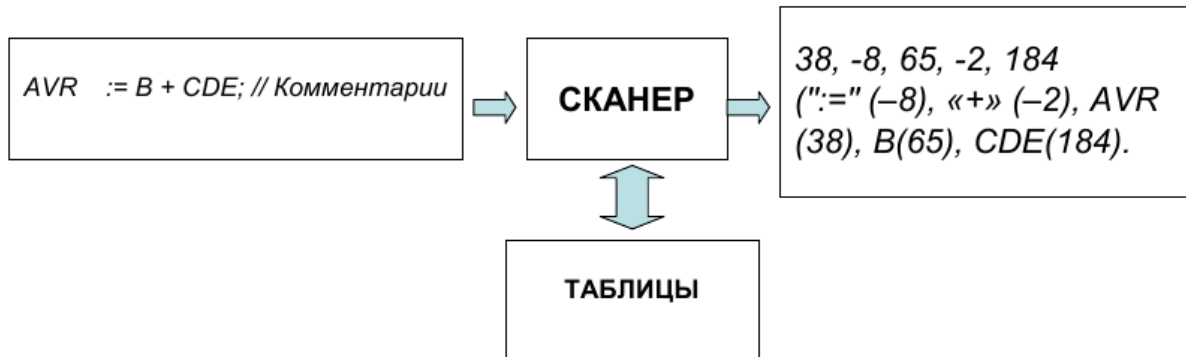 AVR := B + CDE; // Комментарии
СКАНЕР
38, -8, 65, -2, 184
(":=" (–8), «+» (–2), AVR
(38), B(65), CDE(184).
ТАБЛИЦЫ